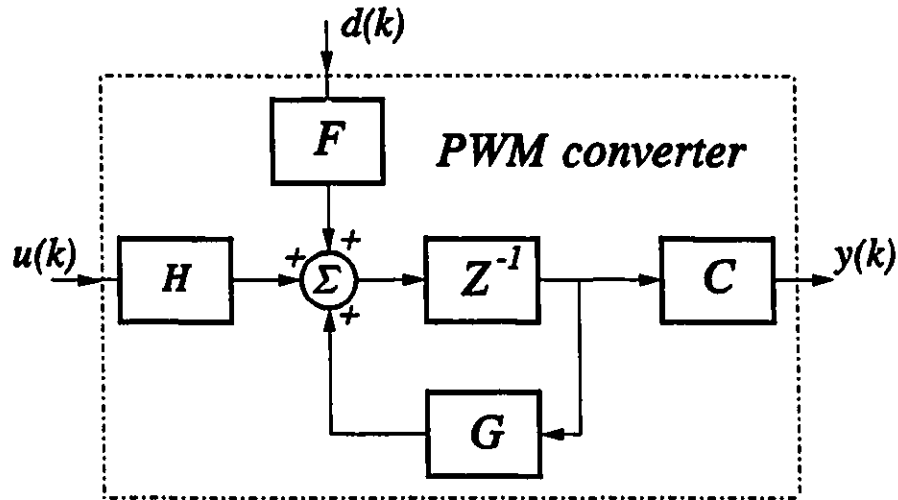 d(k)
F
PWM converter
u(k)
H
+
+
Σ
+
Z⁻¹
C
y(k)
G